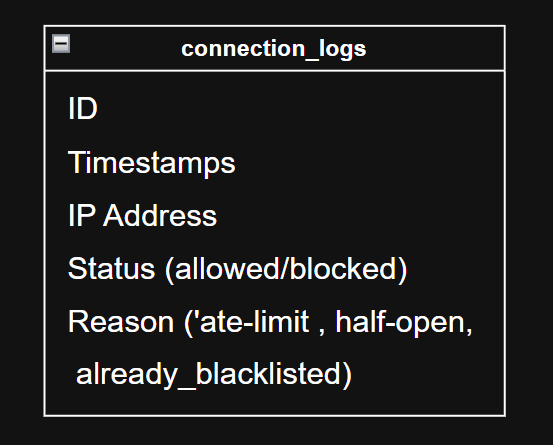 connection_logs
ID
Timestamps
IP Address
Status (allowed/blocked)
Reason ('ate-limit , half-open,
already_blacklisted)